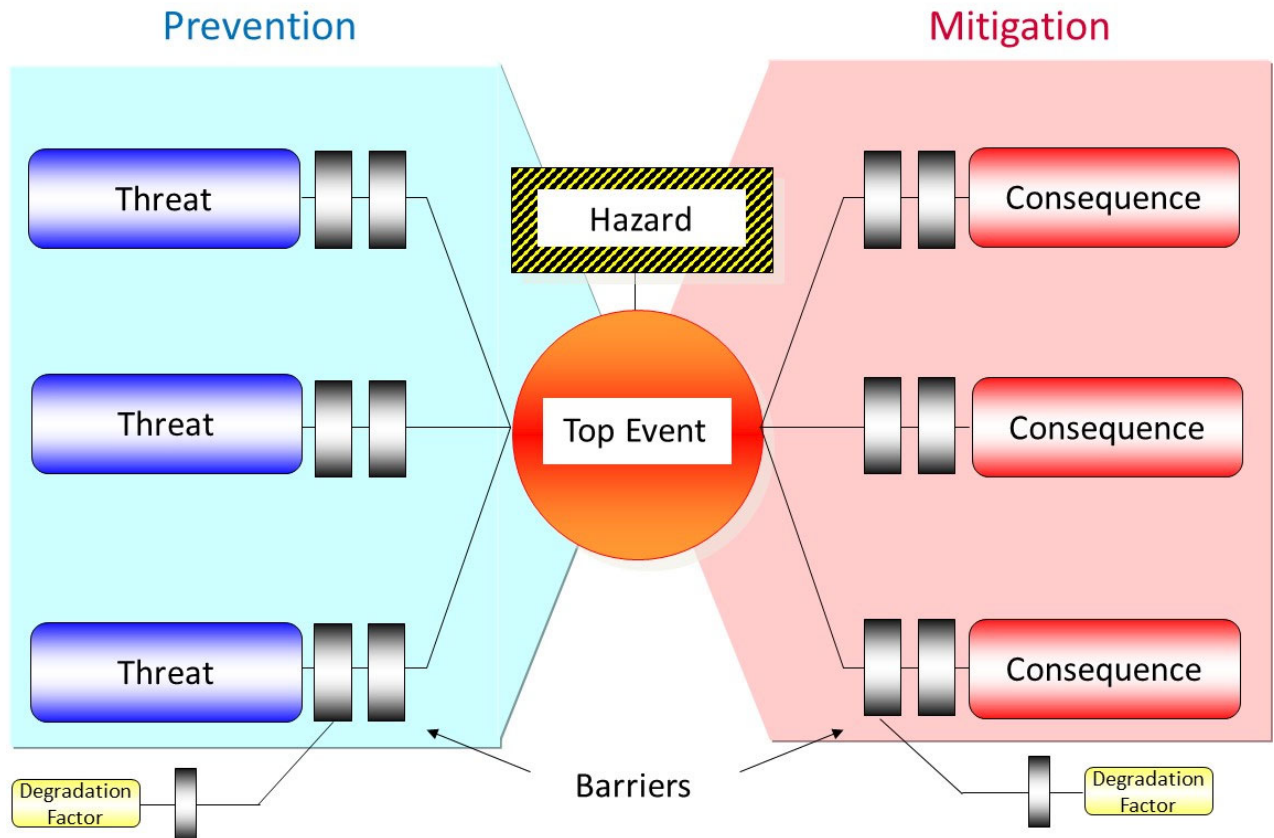 Prevention
Mitigation
Threat
Hazard
Consequence
Threat
Top Event
Consequence
Threat
Consequence
Barriers
Degradation
Factor
Degradation
Factor